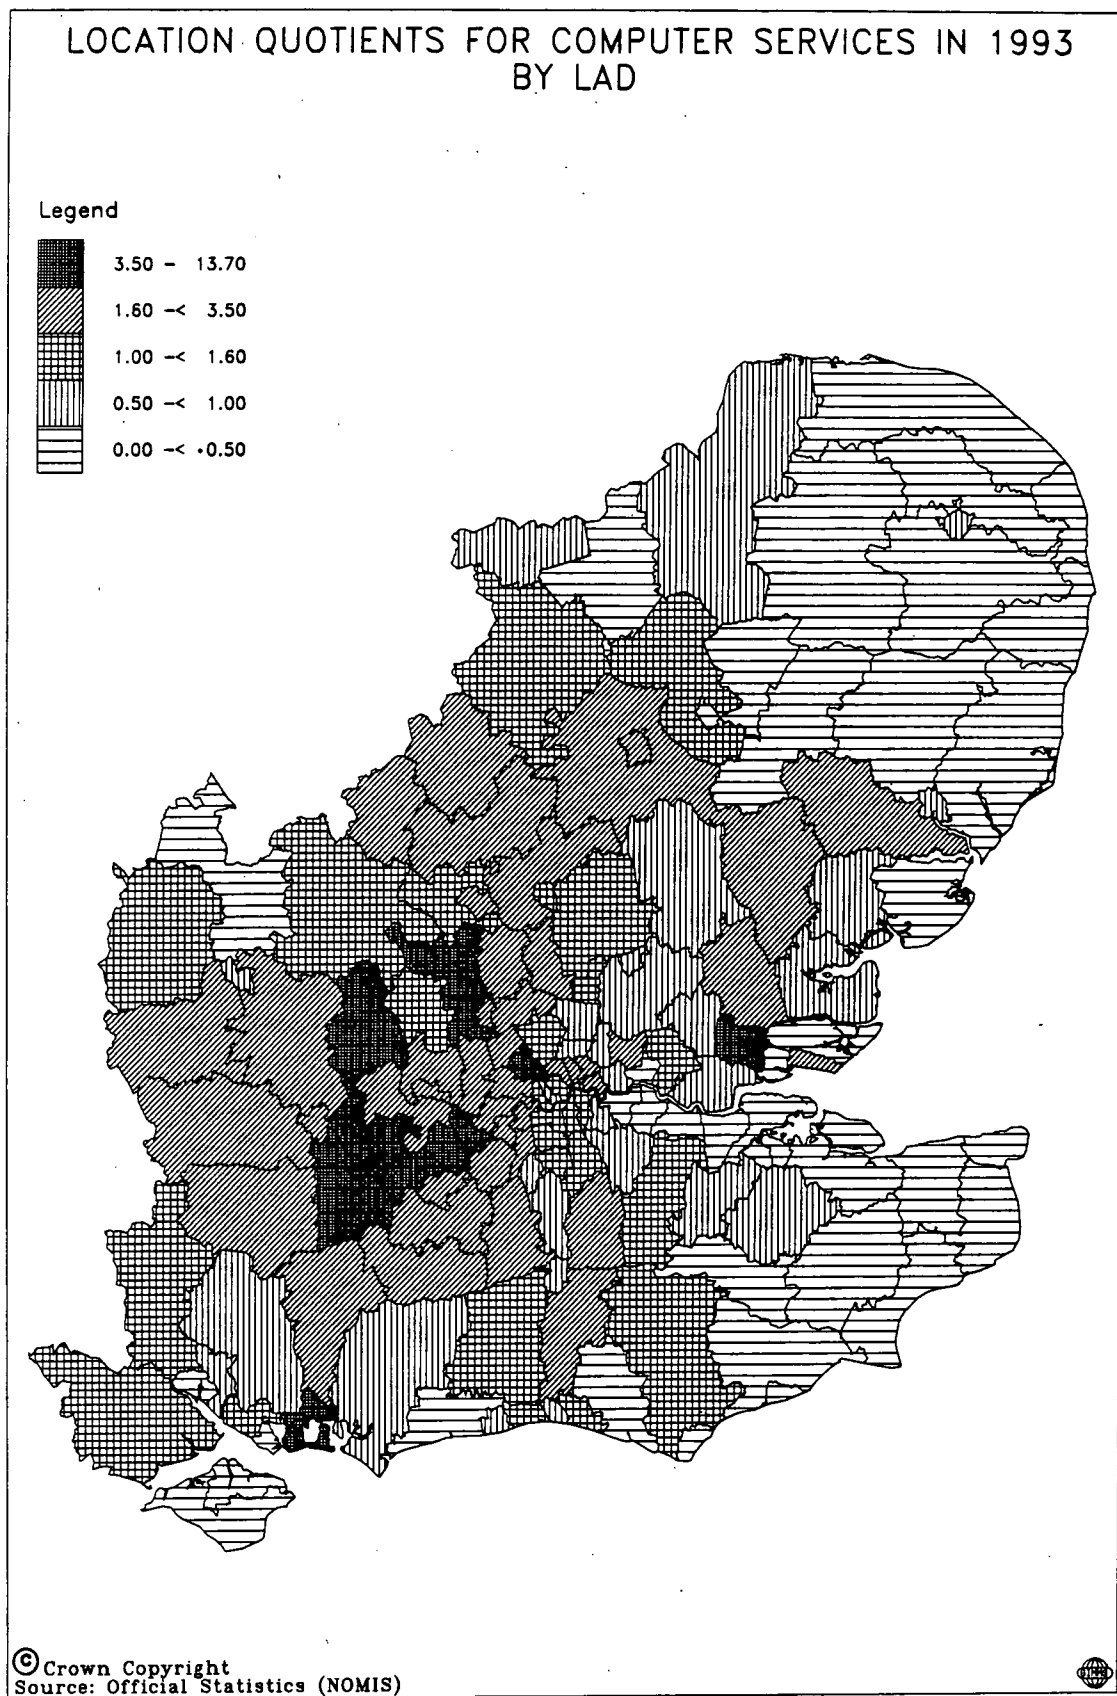 LOCATION QUOTIENTS FOR COMPUTER SERVICES IN 1993
BY LAD
Legend
3.50 - 13.70
1.60 -< 3.50
1.00 -< 1.60
0.50 -< 1.00
0.00 -< 0.50
© Crown Copyright
Source: Official Statistics (NOMIS)